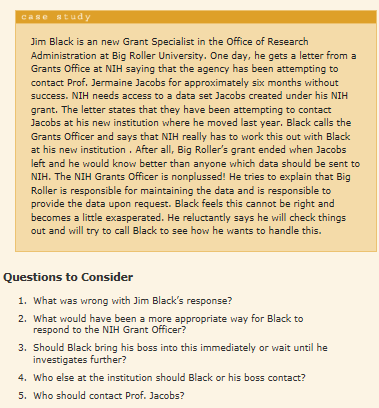 case study
Jim Black is an new Grant Specialist in the Office of Research
Administration at Big Roller University. One day, he gets a letter from a
Grants Office at NIH saying that the agency has been attempting to
contact Prof. Jermaine Jacobs for approximately six months without
success. NIH needs access to a data set Jacobs created under his NIH
grant. The letter states that they have been attempting to contact
Jacobs at his new institution where he moved last year. Black calls the
Grants Officer and says that NIH really has to work this out with Black
at his new institution . After all, Big Roller's grant ended when Jacobs
left and he would know better than anyone which data should be sent to
NIH. The NIH Grants Officer is nonplussed! He tries to explain that Big
Roller is responsible for maintaining the data and is responsible to
provide the data upon request. Black feels this cannot be right and
becomes a little exasperated. He reluctantly says he will check things
out and will try to call Black to see how he wants to handle this.
Questions to Consider
1. What was wrong with Jim Black's response?
2. What would have been a more appropriate way for Black to
respond to the NIH Grant Officer?
3. Should Black bring his boss into this immediately or wait until he
investigates further?
4. Who else at the institution should Black or his boss contact?
5. Who should contact Prof. Jacobs?